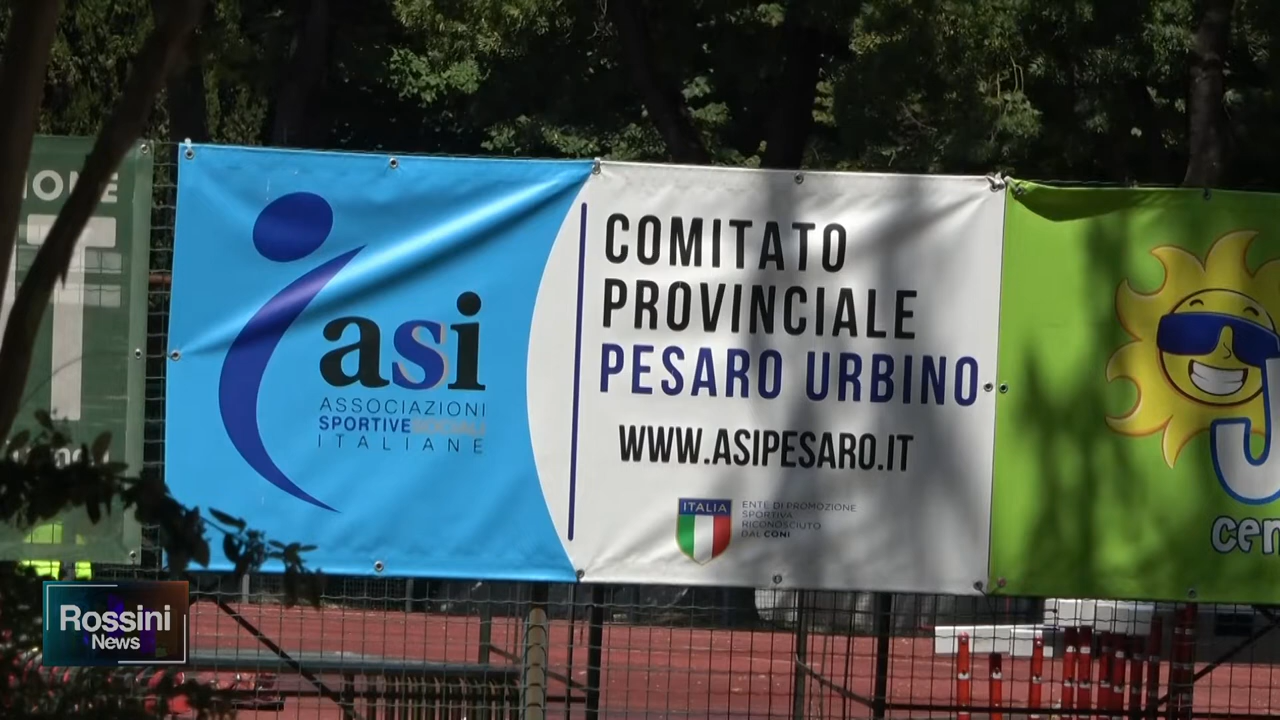 asi
ASSOCIAZIONI
SPORTIVE SOCIALI
ITALIANE
COMITATO
PROVINCIALE
PESARO URBINO
WWW.ASIPESARO.IT
ITALIA
ENTE DI PROMOZIONE
SPORTIVA
RICONOSCIUTO
DAL CONI
Rossini
News